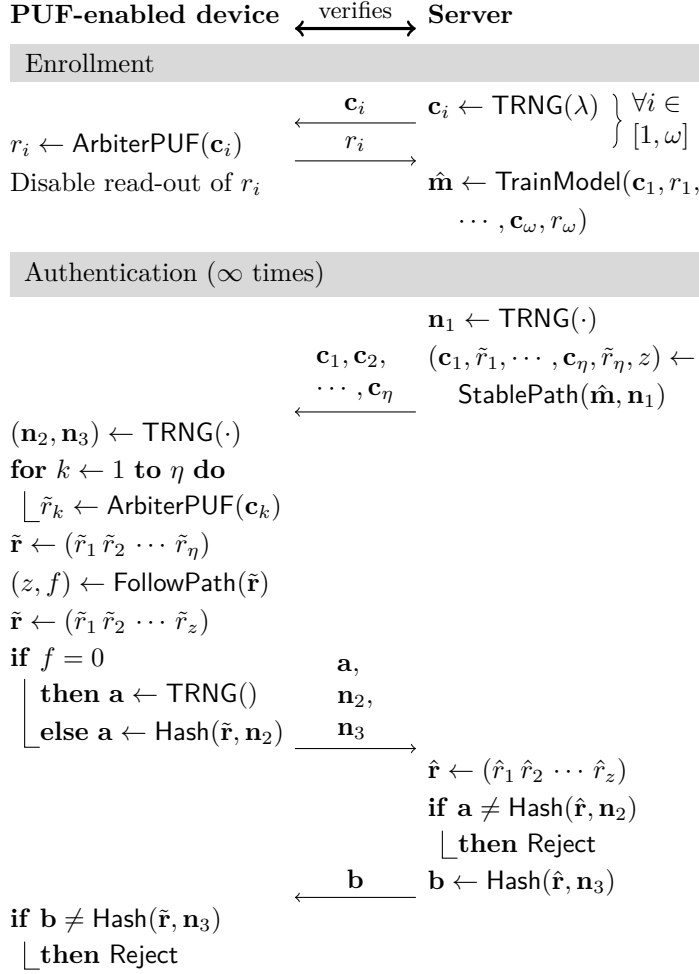 PUF-enabled device verifies Server
Enrollment
c_i c_i ← TRNG(λ) } ∀i ∈
r_i ← ArbiterPUF(c_i) r_i [1, ω]
Disable read-out of r_i m̂ ← TrainModel(c_1, r_1,
⋯ , c_ω, r_ω)
Authentication (∞ times)
n_1 ← TRNG(·)
c_1, c_2, (c_1, r̃_1, ⋯ , c_η, r̃_η, z) ←
⋯ , c_η StablePath(m̂, n_1)
(n_2, n_3) ← TRNG(·)
for k ← 1 to η do
r̃_k ← ArbiterPUF(c_k)
r̃ ← (r̃_1 r̃_2 ⋯ r̃_η)
(z, f) ← FollowPath(r̃)
r̃ ← (r̃_1 r̃_2 ⋯ r̃_z)
if f = 0 a,
then a ← TRNG() n_2,
else a ← Hash(r̃, n_2) n_3
r̂ ← (r̂_1 r̂_2 ⋯ r̂_z)
if a ≠ Hash(r̂, n_2)
then Reject
b b ← Hash(r̂, n_3)
if b ≠ Hash(r̃, n_3)
then Reject